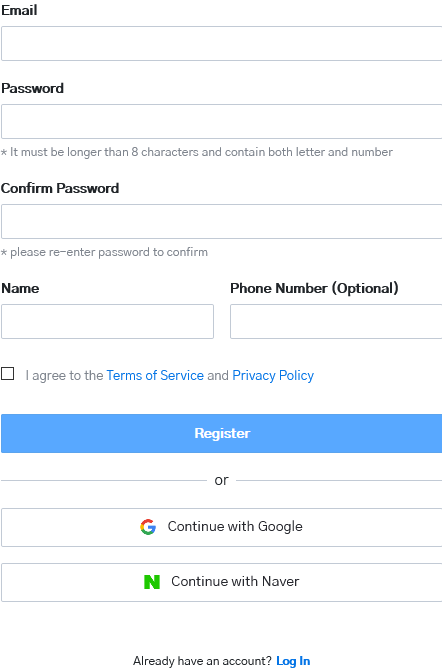 Email
Password
* It must be longer than 8 characters and contain both letter and number
Confirm Password
* please re-enter password to confirm
Name
Phone Number (Optional)
I agree to the Terms of Service and Privacy Policy
Register
or
Continue with Google
Continue with Naver
Already have an account? Log In